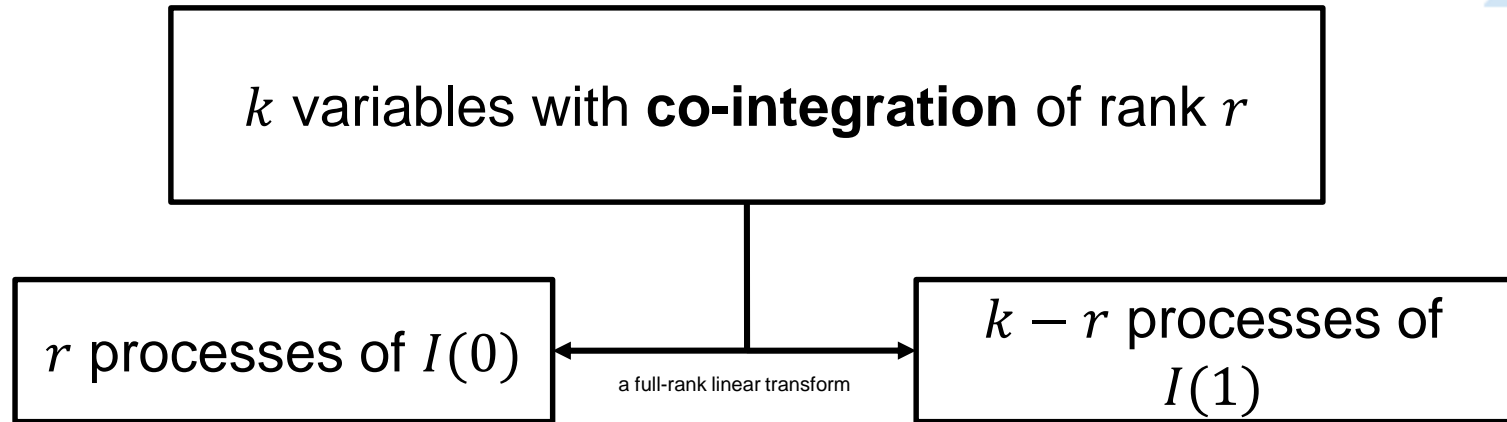 k variables with co-integration of rank r
r processes of I(0)
a full-rank linear transform
k − r processes of
I(1)